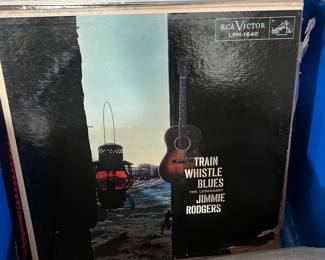 RCA VICTOR
LPM-1640
TRAIN
WHISTLE
BLUES
THE LEGENDARY
JIMMIE
RODGERS